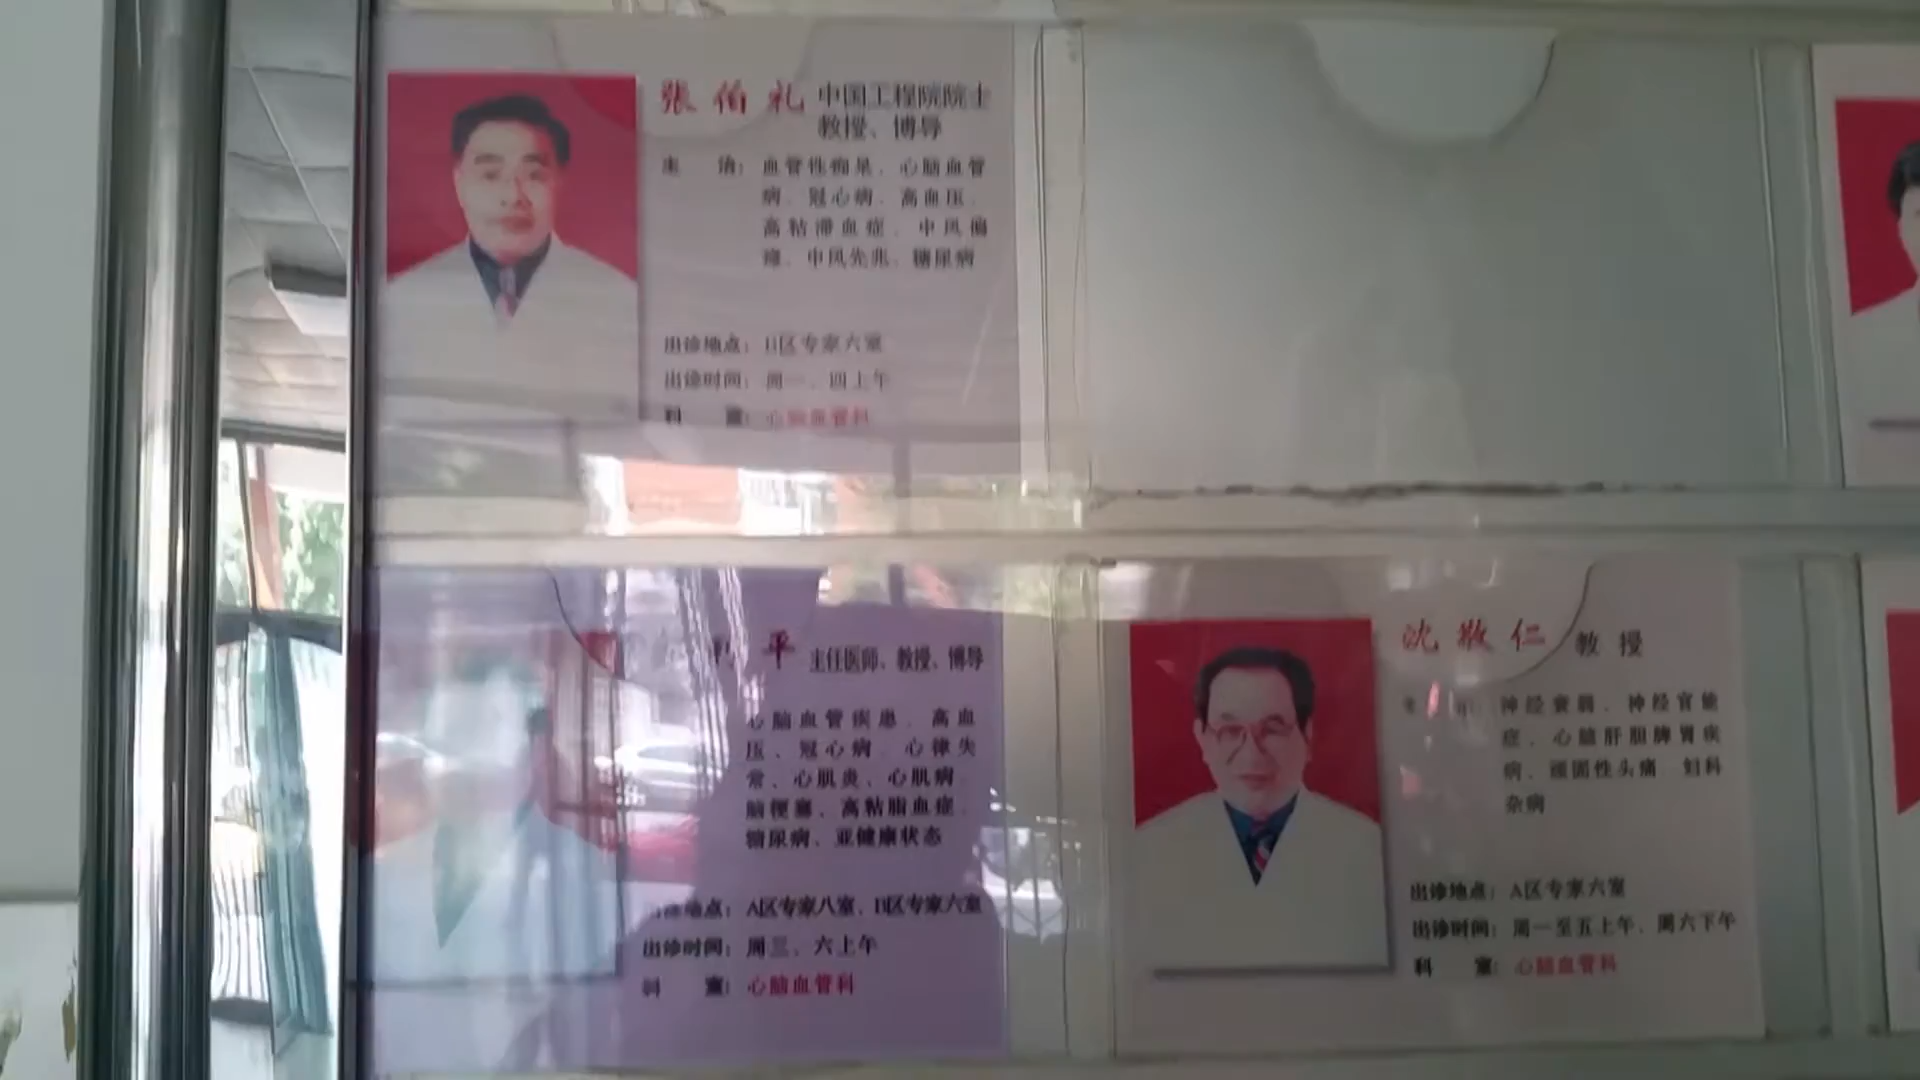 张伯礼 中国工程院院士
教授、博导
主 治：血管性痴呆、心脑血管
病、冠心病、高血压、
高粘滞血症、中风偏
瘫、中风先兆、糖尿病
出诊地点：B区专家六室
出诊时间：周一、四上午
科 室：心脑血管科
平 主任医师、教授、博导
心脑血管疾患、高血
压、冠心病、心律失
常、心肌炎、心肌病、
脑梗塞、高粘脂血症、
糖尿病、亚健康状态
出诊地点：A区专家八室、B区专家六室
出诊时间：周三、六上午
科 室：心脑血管科
沈敬仁 教授
主 治：神经衰弱、神经官能
症、心脑肝胆脾胃疾
病、顽固性头痛、妇科
杂病
出诊地点：A区专家六室
出诊时间：周一至五上午、周六下午
科 室：心脑血管科